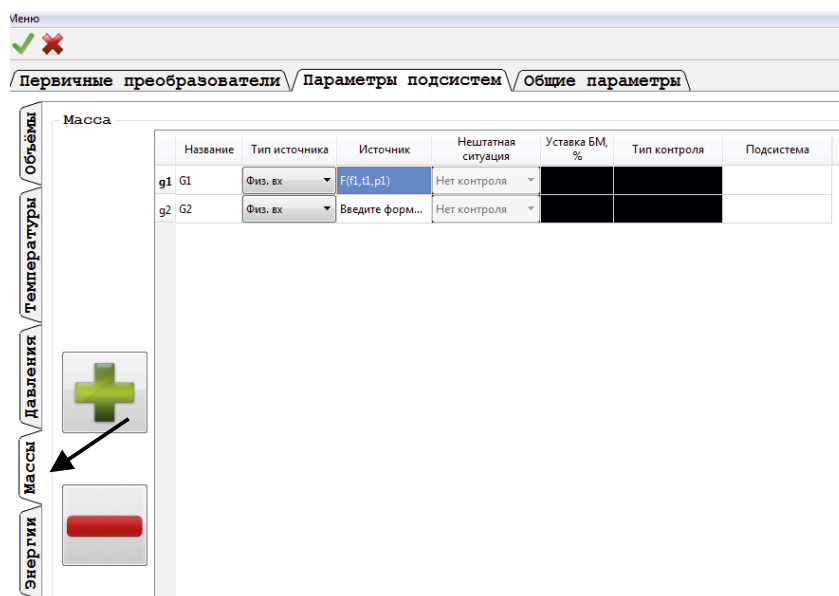 Меню
Первичные преобразователи Параметры подсистем Общие параметры
Объёмы
Температуры
Давления
Массы
Энергии
Масса
Название Тип источника Источник Нештатная ситуация Уставка БМ, % Тип контроля Подсистема
g1 G1 Физ. вх F(f1,t1,p1) Нет контроля
g2 G2 Физ. вх Введите форм... Нет контроля